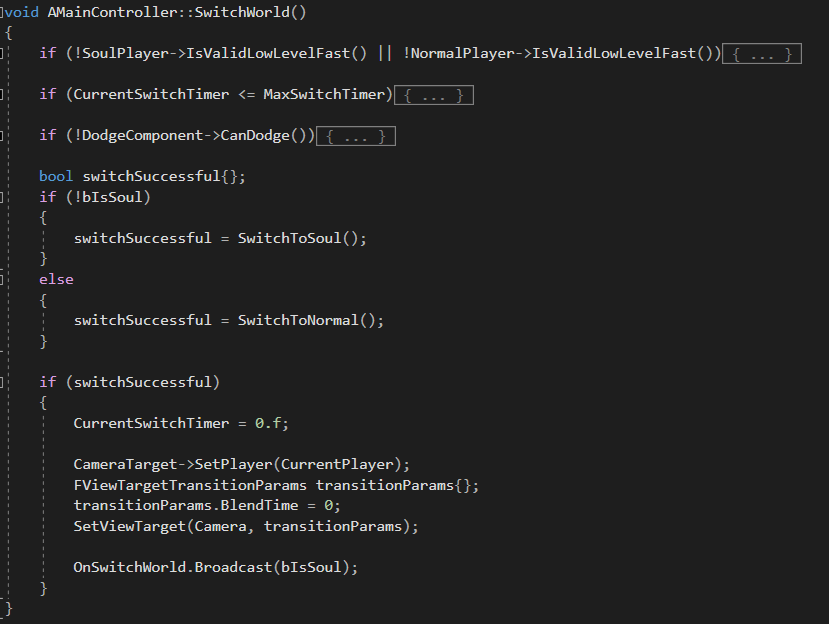 void AMainController::SwitchWorld()
{
if (!SoulPlayer->IsValidLowLevelFast() || !NormalPlayer->IsValidLowLevelFast()){ ... }
if (CurrentSwitchTimer <= MaxSwitchTimer){ ... }
if (!DodgeComponent->CanDodge()){ ... }
bool switchSuccessful{};
if (!bIsSoul)
{
switchSuccessful = SwitchToSoul();
}
else
{
switchSuccessful = SwitchToNormal();
}
if (switchSuccessful)
{
CurrentSwitchTimer = 0.f;
CameraTarget->SetPlayer(CurrentPlayer);
FViewTargetTransitionParams transitionParams{};
transitionParams.BlendTime = 0;
SetViewTarget(Camera, transitionParams);
OnSwitchWorld.Broadcast(bIsSoul);
}
}